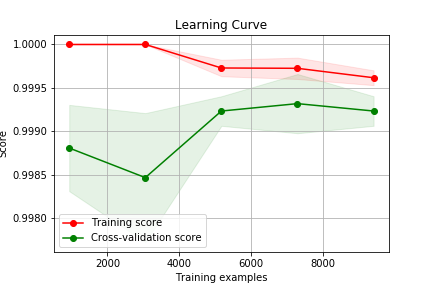 Learning Curve
1.0000
0.9995
0.9990
0.9985
0.9980
Score
Training score
Cross-validation score
2000 4000 6000 8000
Training examples